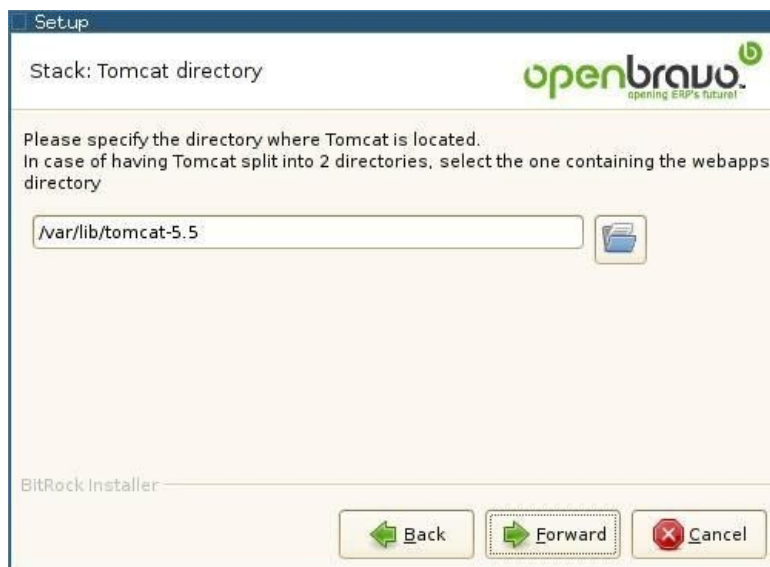 Setup
Stack: Tomcat directory
openbravo
opening ERP's future!
Please specify the directory where Tomcat is located.
In case of having Tomcat split into 2 directories, select the one containing the webapps
directory
/var/lib/tomcat-5.5
BitRock Installer
Back
Forward
Cancel